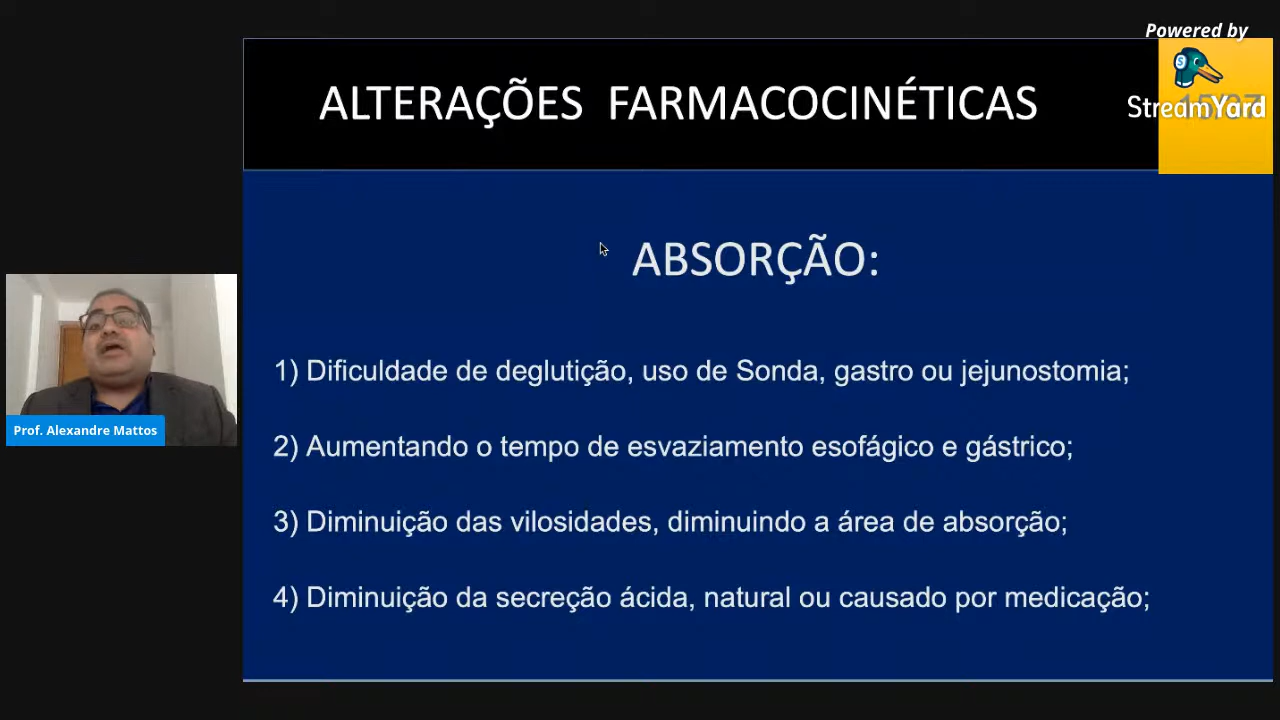 Powered by
StreamYard
ALTERAÇÕES FARMACOCINÉTICAS
ABSORÇÃO:
1) Dificuldade de deglutição, uso de Sonda, gastro ou jejunostomia;
2) Aumentando o tempo de esvaziamento esofágico e gástrico;
3) Diminuição das vilosidades, diminuindo a área de absorção;
4) Diminuição da secreção ácida, natural ou causado por medicação;
Prof. Alexandre Mattos